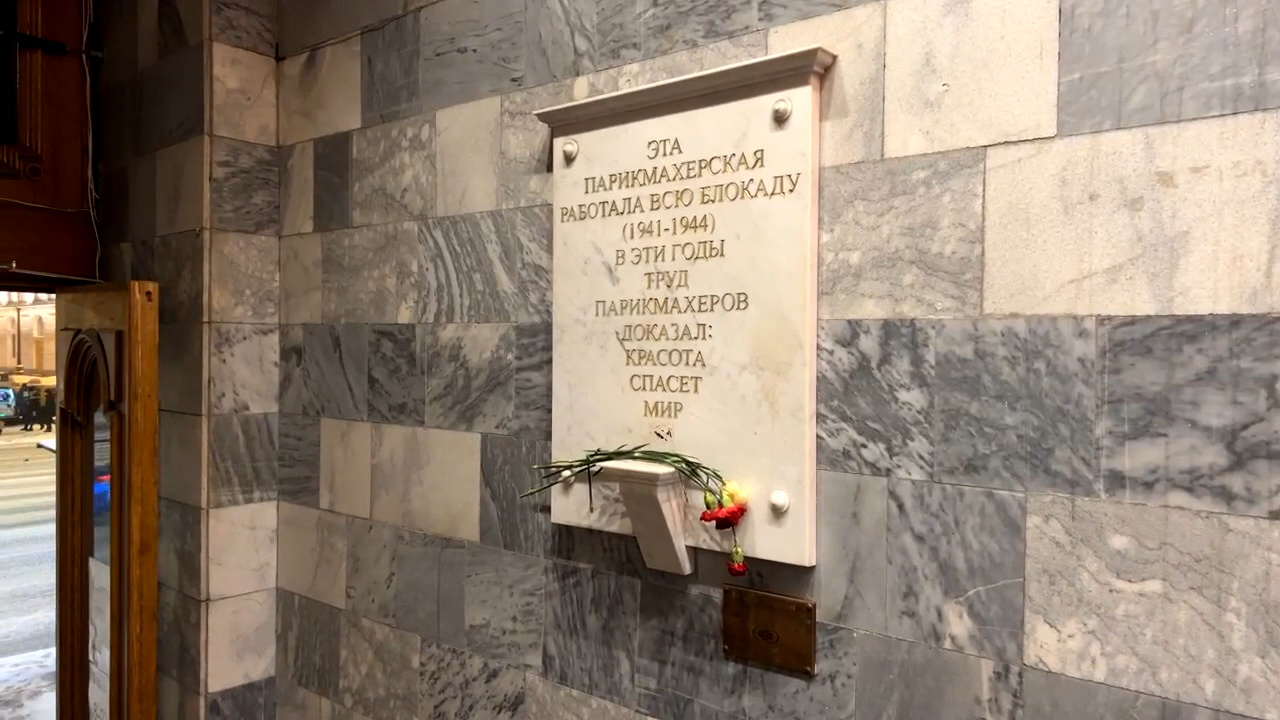 ЭТА
ПАРИКМАХЕРСКАЯ
РАБОТАЛА ВСЮ БЛОКАДУ
(1941-1944)
В ЭТИ ГОДЫ
ТРУД
ПАРИКМАХЕРОВ
ДОКАЗАЛ:
КРАСОТА
СПАСЕТ
МИР